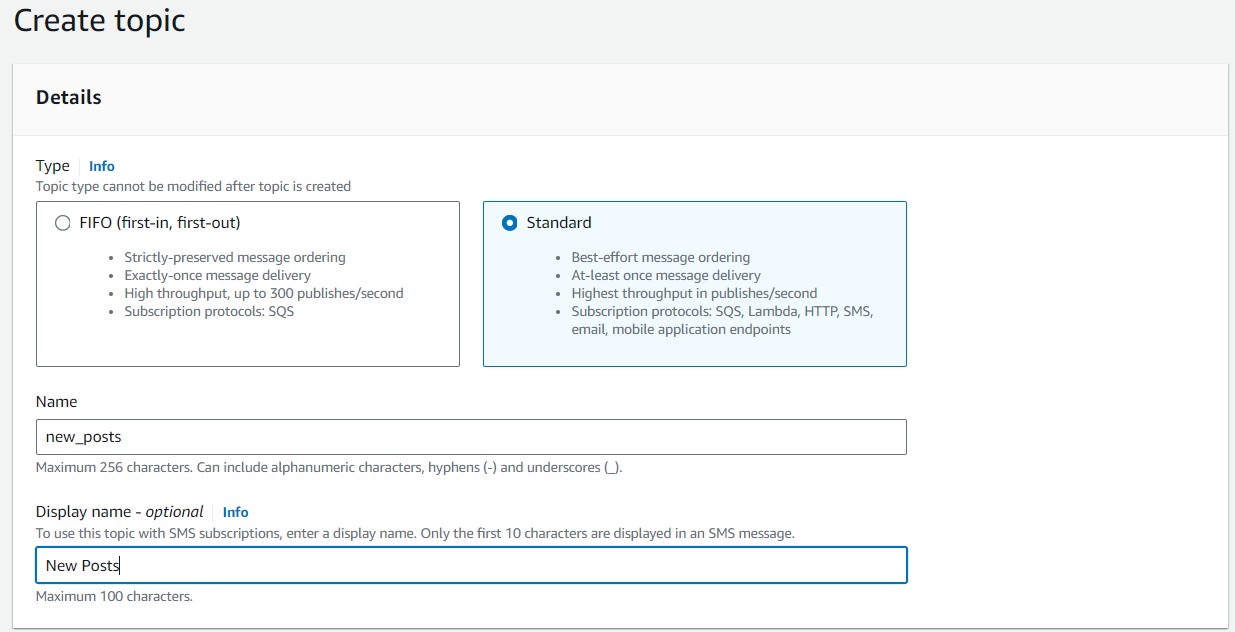 Create topic
Details
Type Info
Topic type cannot be modified after topic is created
FIFO (first-in, first-out)
Strictly-preserved message ordering
Exactly-once message delivery
High throughput, up to 300 publishes/second
Subscription protocols: SQS
Standard
Best-effort message ordering
At-least once message delivery
Highest throughput in publishes/second
Subscription protocols: SQS, Lambda, HTTP, SMS,
email, mobile application endpoints
Name
new_posts
Maximum 256 characters. Can include alphanumeric characters, hyphens (-) and underscores (_).
Display name - optional Info
To use this topic with SMS subscriptions, enter a display name. Only the first 10 characters are displayed in an SMS message.
New Posts
Maximum 100 characters.